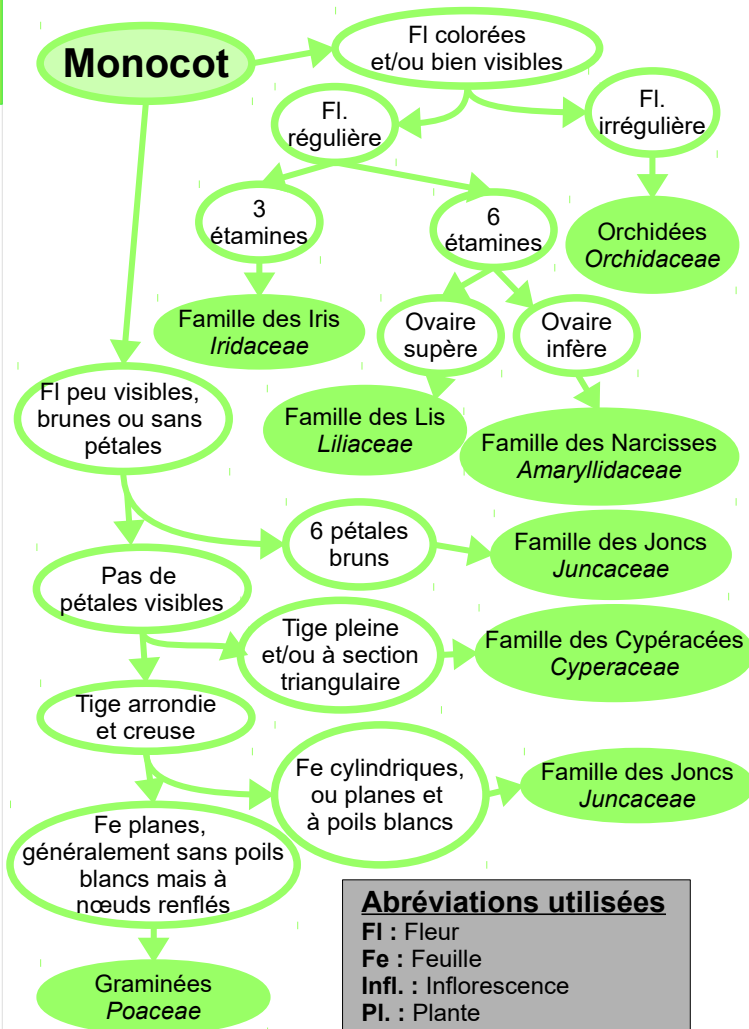 Monocot
Fl colorées
et/ou bien visibles
Fl.
régulière
Fl.
irrégulière
3
étamines
6
étamines
Orchidées
Orchidaceae
Famille des Iris
Iridaceae
Ovaire
supère
Ovaire
infère
Fl peu visibles,
brunes ou sans
pétales
Famille des Lis
Liliaceae
Famille des Narcisses
Amaryllidaceae
6 pétales
bruns
Famille des Joncs
Juncaceae
Pas de
pétales visibles
Tige pleine
et/ou à section
triangulaire
Famille des Cypéracées
Cyperaceae
Tige arrondie
et creuse
Fe cylindriques,
ou planes et
à poils blancs
Famille des Joncs
Juncaceae
Fe planes,
généralement sans poils
blancs mais à
nœuds renflés
Graminées
Poaceae
Abréviations utilisées
Fl : Fleur
Fe : Feuille
Infl. : Inflorescence
Pl. : Plante